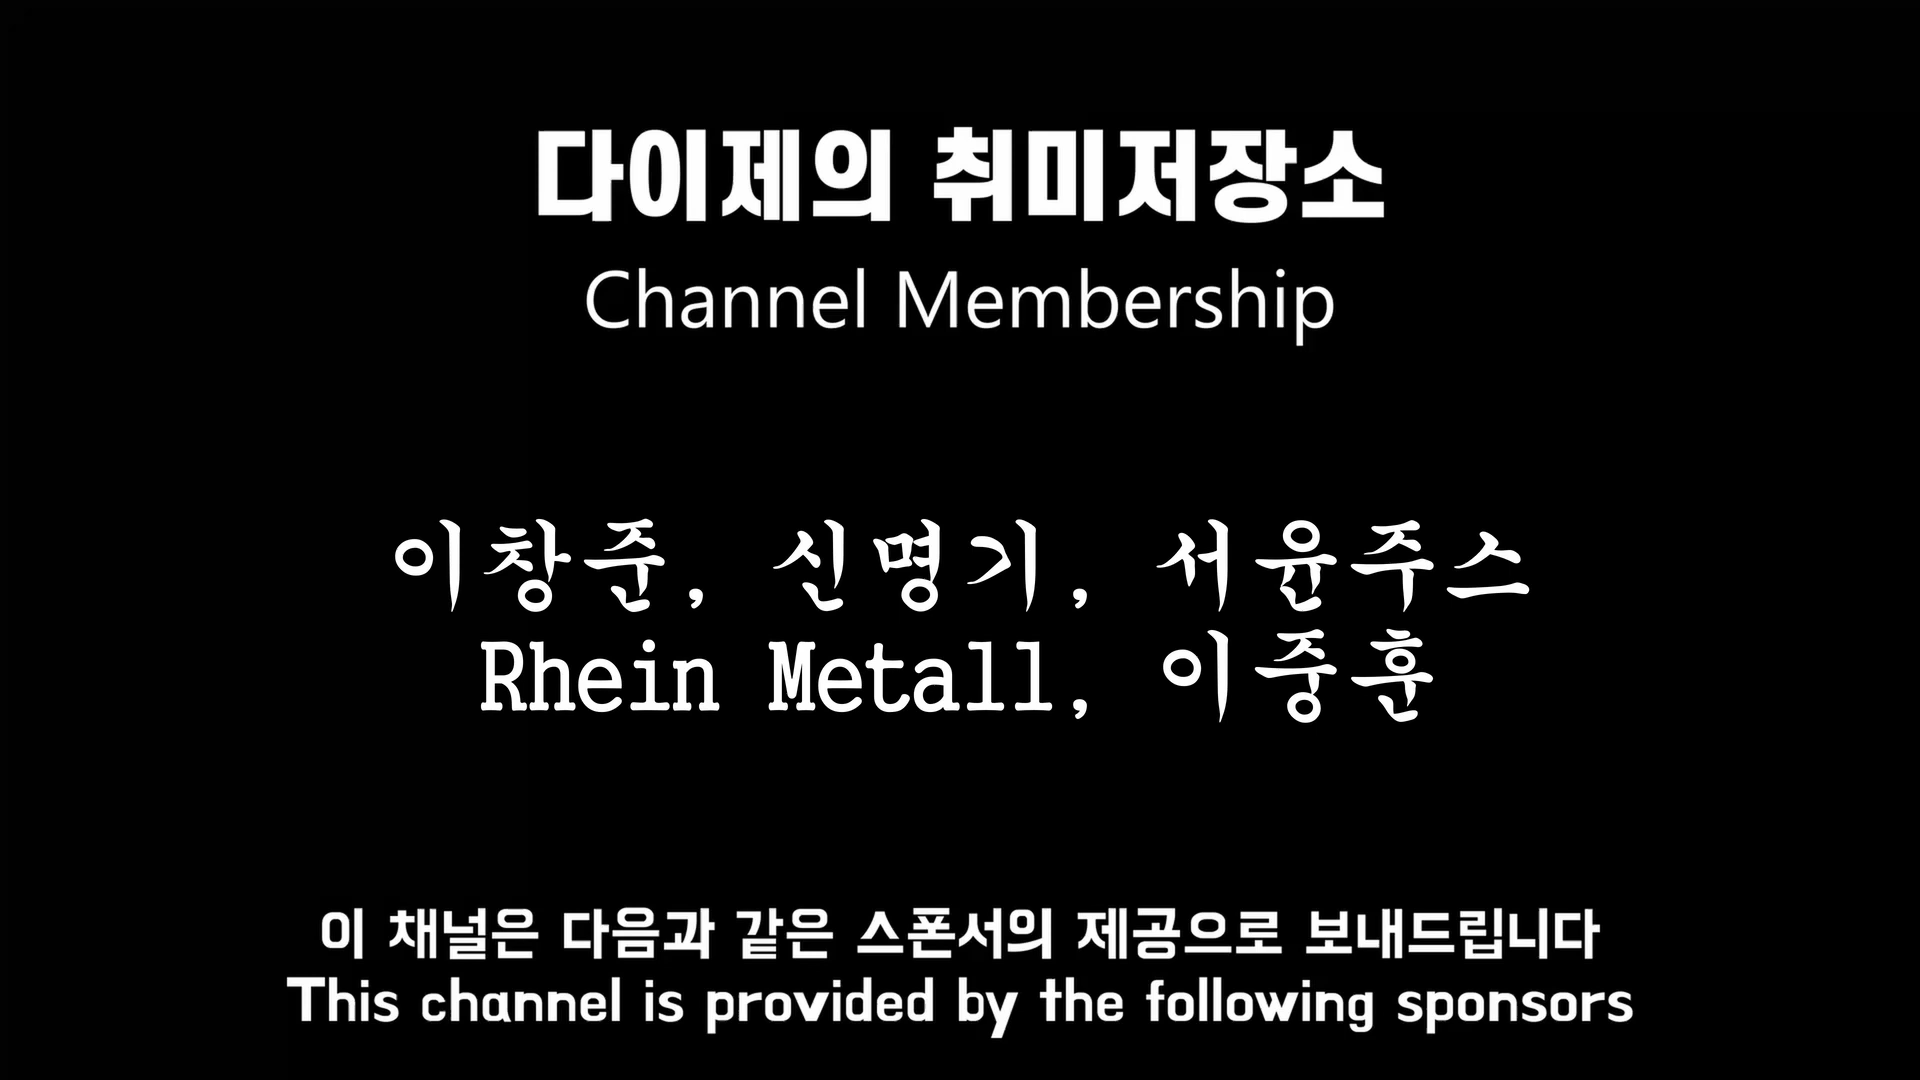 다이제의 취미저장소
Channel Membership
이창준, 신명기, 서윤주스
Rhein Metall, 이중훈
이 채널은 다음과 같은 스폰서의 제공으로 보내드립니다
This channel is provided by the following sponsors